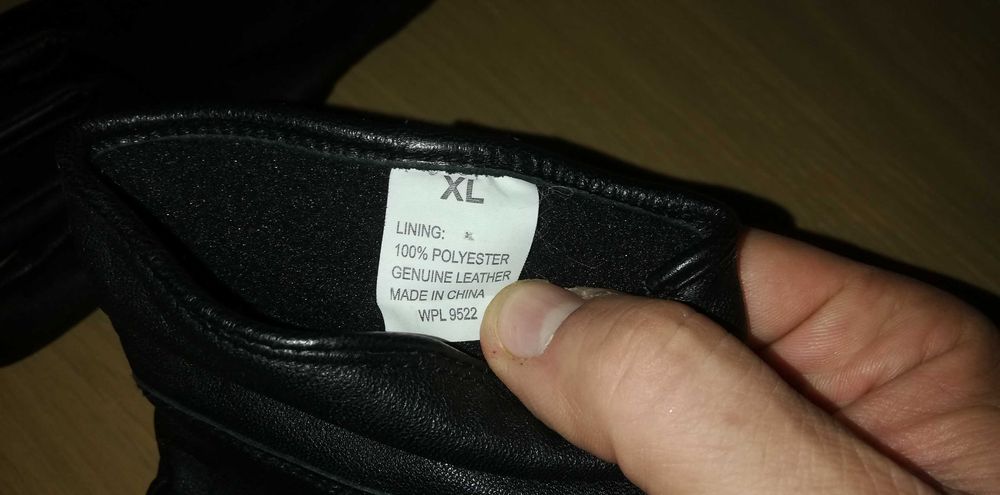 XL
LINING:
100% POLYESTER
GENUINE LEATHER
MADE IN CHINA
WPL 9522